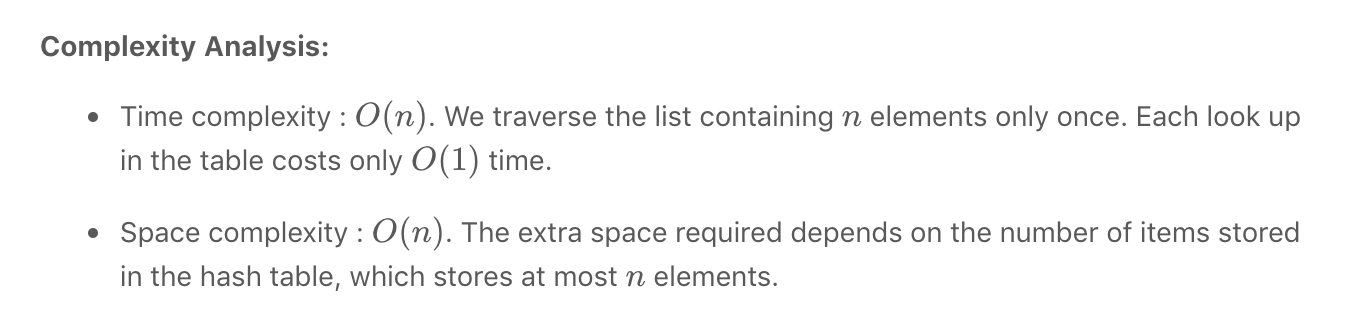 Complexity Analysis:
• Time complexity : O(n). We traverse the list containing n elements only once. Each look up
in the table costs only O(1) time.
• Space complexity : O(n). The extra space required depends on the number of items stored
in the hash table, which stores at most n elements.